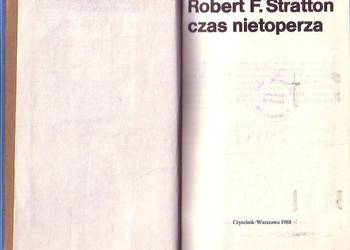 Robert F. Stratton
czas nietoperza
Czytelnik · Warszawa 1988